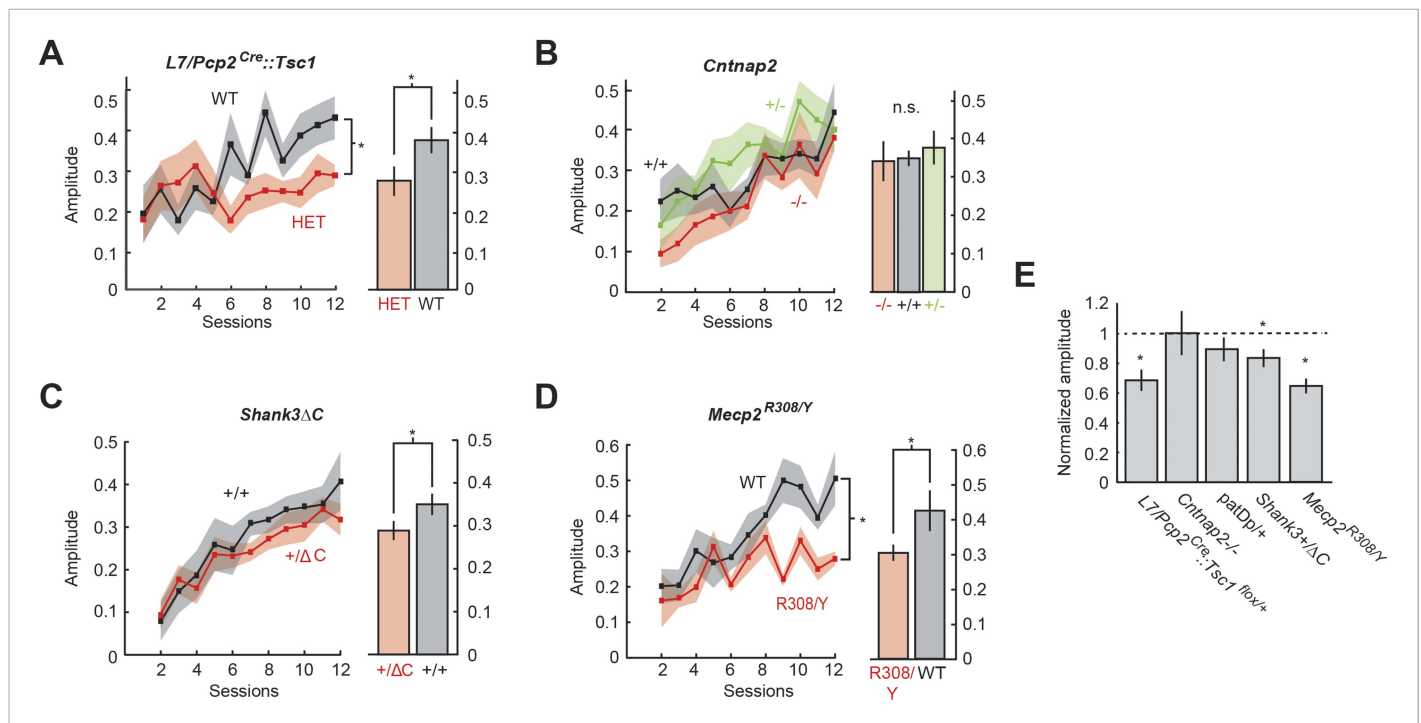 A
L7/Pcp2 Cre::Tsc1
Amplitude
0.5
0.4
0.3
0.2
0.1
0
WT
HET
*
2 4 6 8 10 12
Sessions
*
0.5
0.4
0.3
0.2
0.1
0
HET WT
B
Cntnap2
Amplitude
0.5
0.4
0.3
0.2
0.1
0
+/+
+/-
-/-
2 4 6 8 10 12
Sessions
n.s.
0.5
0.4
0.3
0.2
0.1
0
-/- +/+ +/-
C
Shank3ΔC
Amplitude
0.5
0.4
0.3
0.2
0.1
0
+/+
+/ΔC
2 4 6 8 10 12
Sessions
*
0.5
0.4
0.3
0.2
0.1
0
+/ΔC +/+
D
Mecp2 R308/Y
Amplitude
0.6
0.5
0.4
0.3
0.2
0.1
0
WT
R308/Y
*
2 4 6 8 10 12
Sessions
*
0.6
0.5
0.4
0.3
0.2
0.1
0
R308/ WT
Y
E
Normalized amplitude
1.2
1
0.8
0.6
0.4
0.2
0
*
*
*
L7/Pcp2Cre::Tsc1 flox/+
Cntnap2-/-
patDp/+
Shank3+/ΔC
Mecp2R308/Y